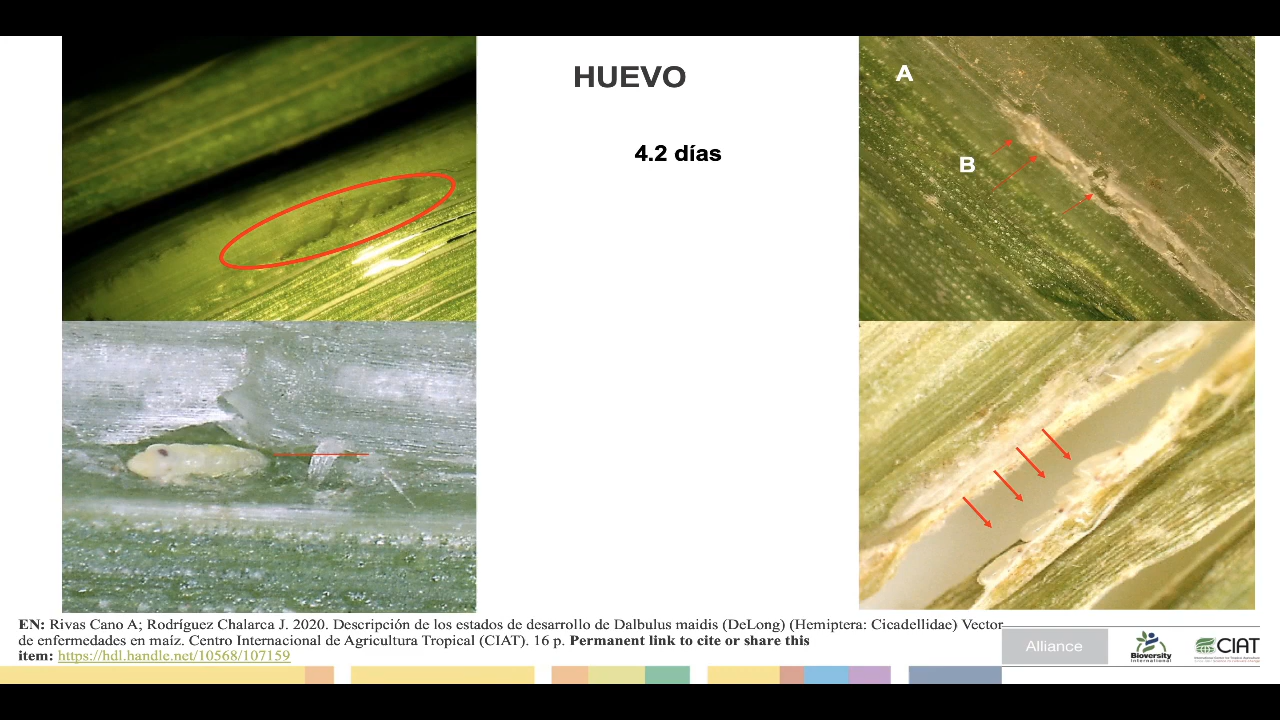 HUEVO
4.2 días
A
B
EN: Rivas Cano A; Rodríguez Chalarca J. 2020. Descripción de los estados de desarrollo de Dalbulus maidis (DeLong) (Hemiptera: Cicadellidae) Vector
de enfermedades en maíz. Centro Internacional de Agricultura Tropical (CIAT). 16 p. Permanent link to cite or share this
item: https://hdl.handle.net/10568/107159
Alliance
Bioversity
International
CIAT